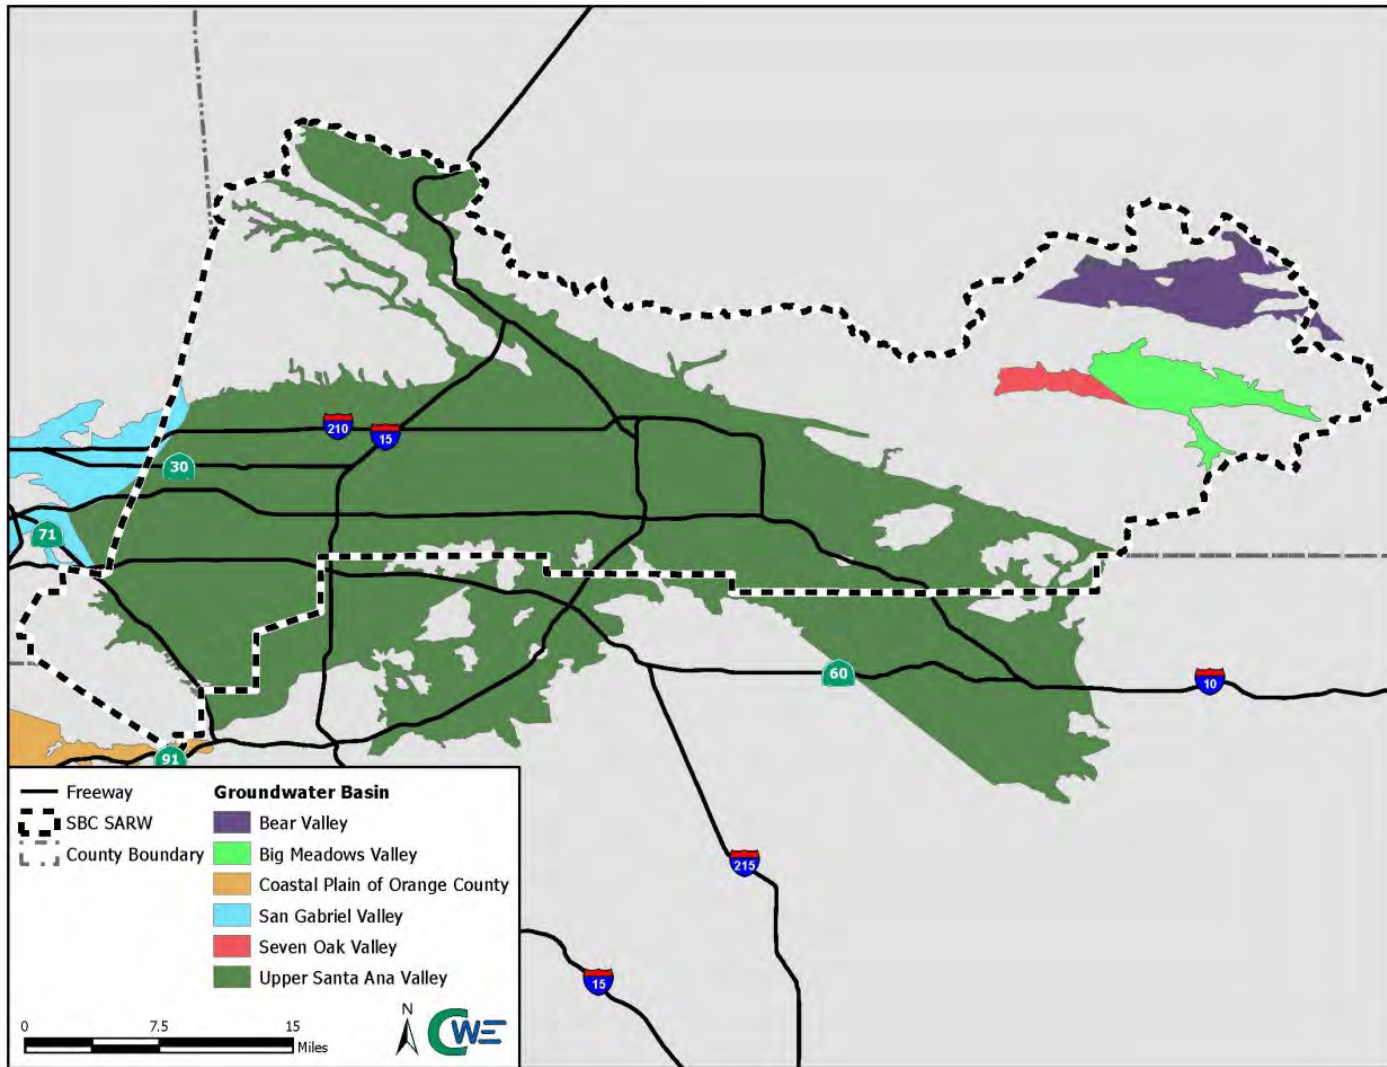 210
15
30
71
60
10
91
Freeway
SBC SARW
County Boundary
Groundwater Basin
Bear Valley
Big Meadows Valley
Coastal Plain of Orange County
San Gabriel Valley
Seven Oak Valley
Upper Santa Ana Valley
215
15
0 7.5 15
Miles
N
CWE